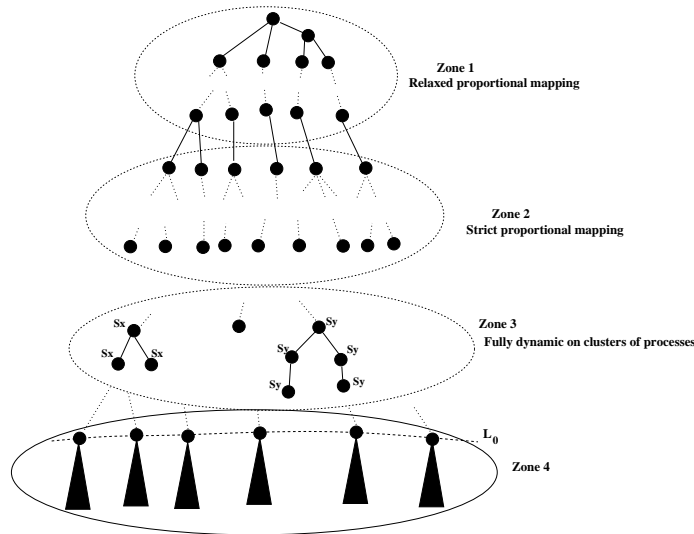 Zone 1
Relaxed proportional mapping
Zone 2
Strict proportional mapping
Sx
Sy
Zone 3
Sx
Sx
Sy
Sy
Fully dynamic on clusters of processes
Sy
Sy
L0
Zone 4